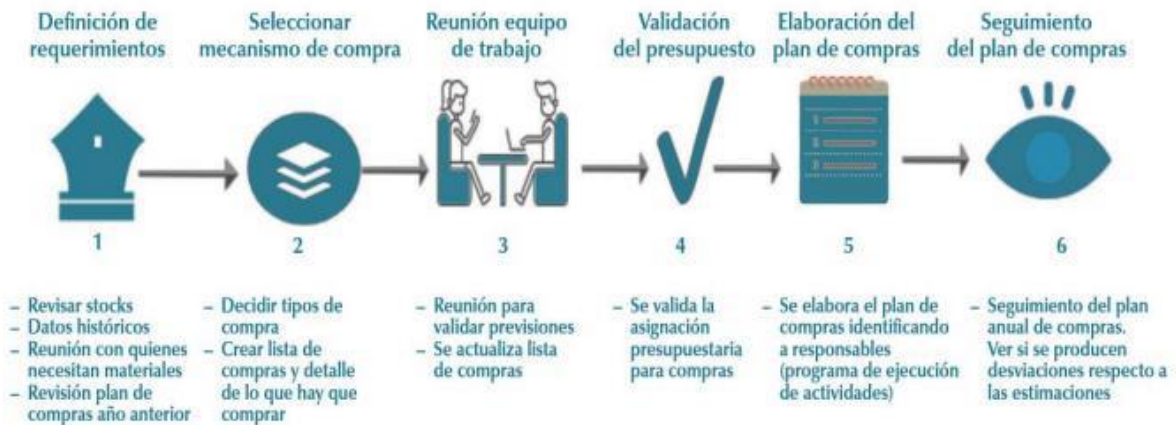 Definición de
requerimientos
Seleccionar
mecanismo de compra
Reunión equipo
de trabajo
Validación
del presupuesto
Elaboración del
plan de compras
Seguimiento
del plan de compras
1
2
3
4
5
6
– Revisar stocks
– Datos históricos
– Reunión con quienes
necesitan materiales
– Revisión plan de
compras año anterior
– Decidir tipos de
compra
– Crear lista de
compras y detalle
de lo que hay que
comprar
– Reunión para
validar previsiones
– Se actualiza lista
de compras
– Se valida la
asignación
presupuestaria
para compras
– Se elabora el plan de
compras identificando
a responsables
(programa de ejecución
de actividades)
– Seguimiento del plan
anual de compras.
Ver si se producen
desviaciones respecto a
las estimaciones